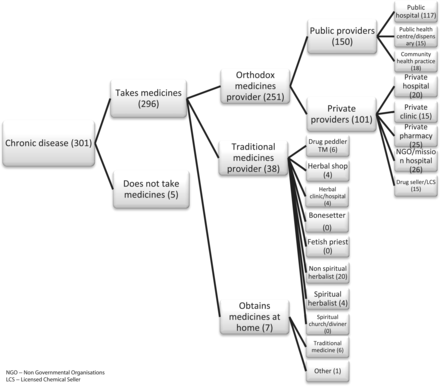 Chronic disease (301)
Takes medicines
(296)
Does not take
medicines (5)
Orthodox
medicines
provider (251)
Traditional
medicines
provider (38)
Obtains
medicines at
home (7)
Public providers
(150)
Private
providers (101)
Public
hospital (117)
Public health
centre/dispens
ary (15)
Community
health practice
(18)
Private
hospital
(20)
Private
clinic (15)
Private
pharmacy
(25)
NGO/missio
n hospital
(26)
Drug seller/LCS
(15)
Drug peddler
TM (6)
Herbal shop
(4)
Herbal
clinic/hospital
(4)
Bonesetter
(0)
Fetish priest
(0)
Non spiritual
herbalist (20)
Spiritual
herbalist (4)
Spiritual
church/diviner
(0)
Traditional
medicine (6)
Other (1)
NGO – Non Governmental Organisations
LCS – Licensed Chemical Seller